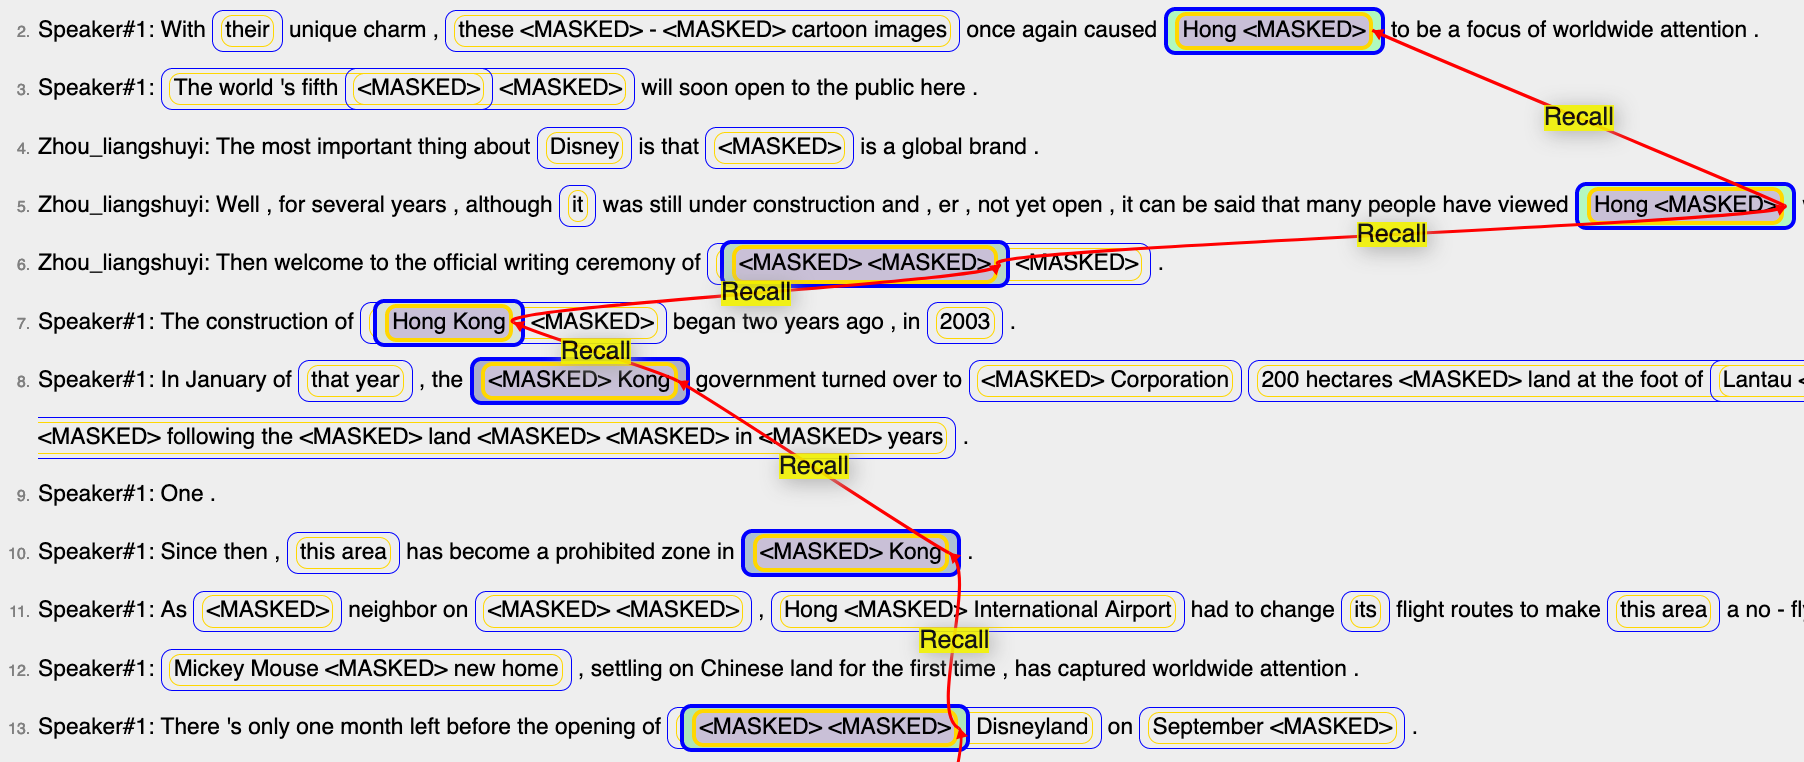 2. Speaker#1: With their unique charm , these <MASKED> - <MASKED> cartoon images once again caused Hong <MASKED> to be a focus of worldwide attention .
3. Speaker#1: The world 's fifth <MASKED> <MASKED> will soon open to the public here .
Recall
4. Zhou_liangshuyi: The most important thing about Disney is that <MASKED> is a global brand .
5. Zhou_liangshuyi: Well , for several years , although it was still under construction and , er , not yet open , it can be said that many people have viewed Hong <MASKED>
Recall
6. Zhou_liangshuyi: Then welcome to the official writing ceremony of <MASKED> <MASKED> <MASKED> .
Recall
7. Speaker#1: The construction of Hong Kong <MASKED> began two years ago , in 2003 .
Recall
8. Speaker#1: In January of that year , the <MASKED> Kong government turned over to <MASKED> Corporation 200 hectares <MASKED> land at the foot of Lantau <
<MASKED> following the <MASKED> land <MASKED> <MASKED> in <MASKED> years .
Recall
9. Speaker#1: One .
10. Speaker#1: Since then , this area has become a prohibited zone in <MASKED> Kong .
11. Speaker#1: As <MASKED> neighbor on <MASKED> <MASKED> , Hong <MASKED> International Airport had to change its flight routes to make this area a no - fl
Recall
12. Speaker#1: Mickey Mouse <MASKED> new home , settling on Chinese land for the first time , has captured worldwide attention .
13. Speaker#1: There 's only one month left before the opening of <MASKED> <MASKED> Disneyland on September <MASKED> .